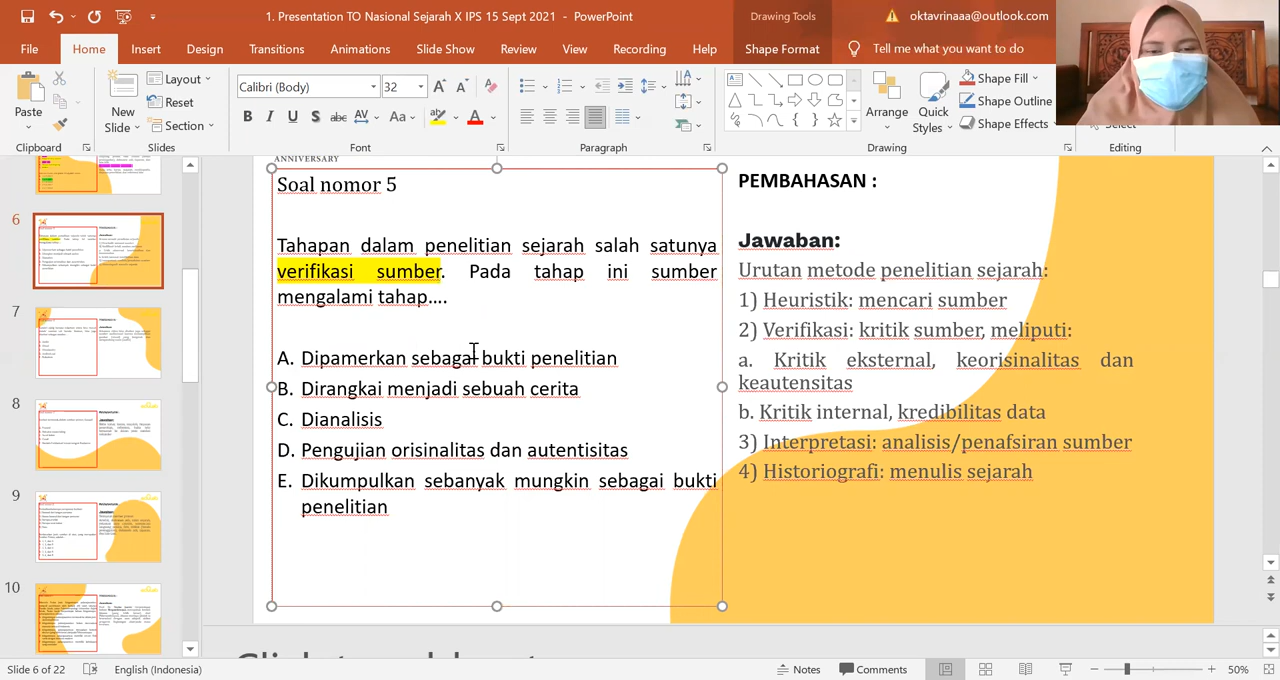 1. Presentation TO Nasional Sejarah X IPS 15 Sept 2021 - PowerPoint
Drawing Tools
oktavrinaaa@outlook.com
File Home Insert Design Slide Show Transitions Animations Review View Recording Help Shape Format Tell me what you want to do
Paste
Clipboard
New Slide
Layout
Reset
Section
Slides
Calibri (Body) 32
B I U S abc AV Aa A
Font
Paragraph
Arrange
Quick Styles
Shape Fill
Shape Outline
Shape Effects
Drawing
Select
Editing
6
7
8
9
10
ANNIVERSARY
Soal nomor 5
Tahapan dalam penelitian sejarah salah satunya
verifikasi sumber. Pada tahap ini sumber
mengalami tahap....
A. Dipamerkan sebagai bukti penelitian
B. Dirangkai menjadi sebuah cerita
C. Dianalisis
D. Pengujian orisinalitas dan autentisitas
E. Dikumpulkan sebanyak mungkin sebagai bukti
penelitian
PEMBAHASAN :
Jawaban:
Urutan metode penelitian sejarah:
1) Heuristik: mencari sumber
2) Verifikasi: kritik sumber, meliputi:
a. Kritik eksternal, keorisinalitas dan
keautensitas
b. Kritik internal, kredibilitas data
3) Interpretasi: analisis/penafsiran sumber
4) Historiografi: menulis sejarah
Slide 6 of 22
English (Indonesia)
Notes
Comments
50%